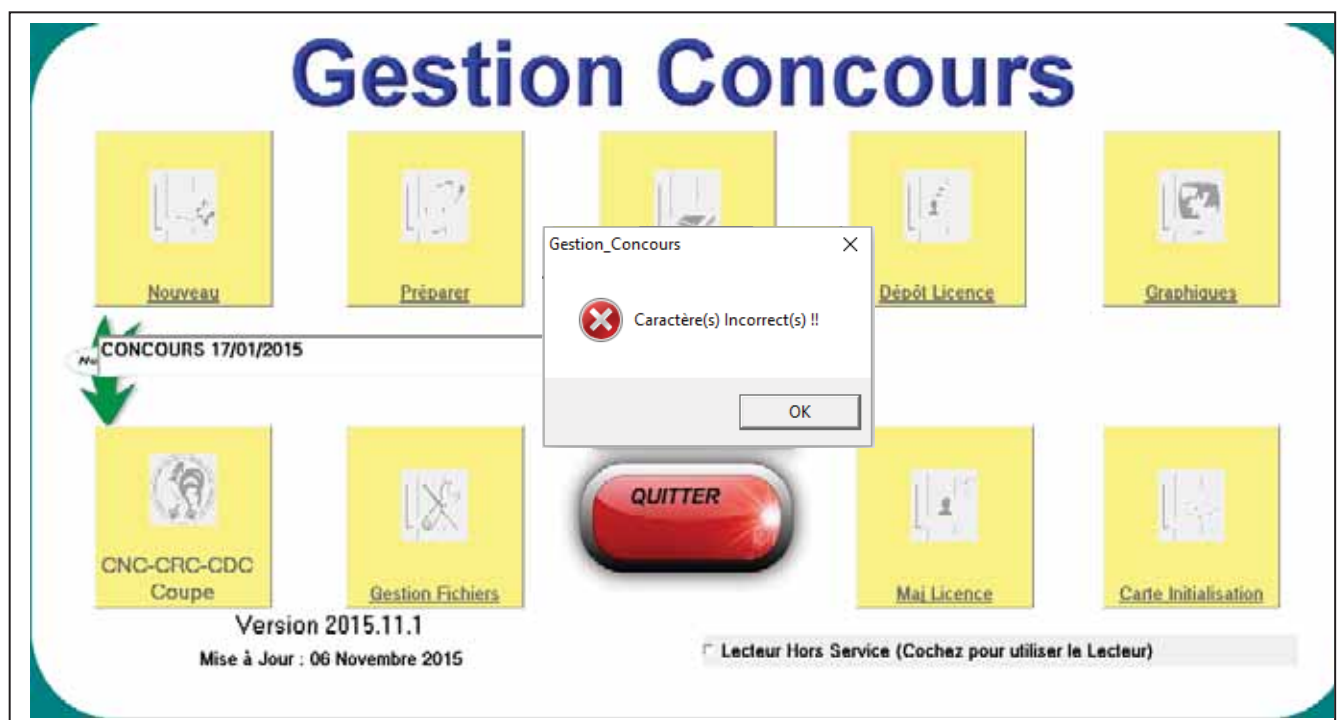 Gestion Concours
Nouveau
Préparer
Dépôt Licence
Graphiques
Gestion_Concours
Caractère(s) Incorrect(s) !!
OK
CONCOURS 17/01/2015
CNC-CRC-CDC
Coupe
Gestion Fichiers
QUITTER
Maj Licence
Carte Initialisation
Version 2015.11.1
Mise à Jour : 06 Novembre 2015
Lecteur Hors Service (Cochez pour utiliser le Lecteur)